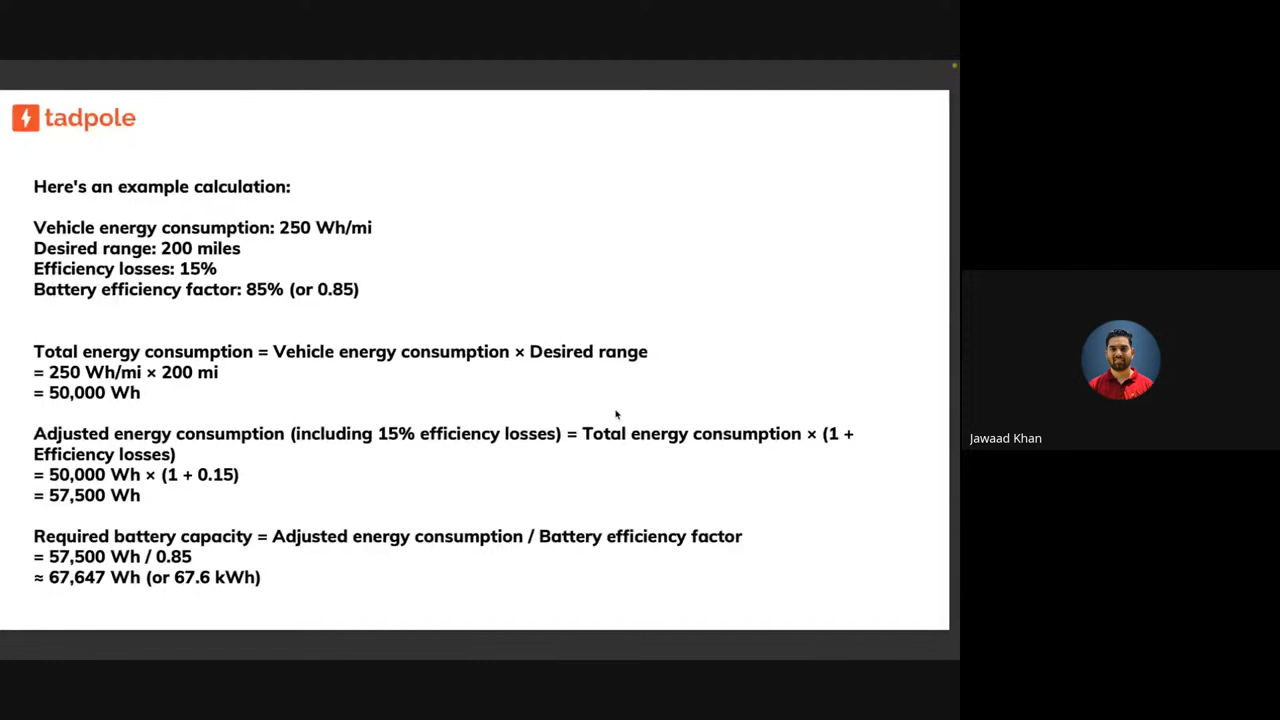 tadpole
Here's an example calculation:
Vehicle energy consumption: 250 Wh/mi
Desired range: 200 miles
Efficiency losses: 15%
Battery efficiency factor: 85% (or 0.85)
Total energy consumption = Vehicle energy consumption × Desired range
= 250 Wh/mi × 200 mi
= 50,000 Wh
Adjusted energy consumption (including 15% efficiency losses) = Total energy consumption × (1 +
Efficiency losses)
= 50,000 Wh × (1 + 0.15)
= 57,500 Wh
Required battery capacity = Adjusted energy consumption / Battery efficiency factor
= 57,500 Wh / 0.85
≈ 67,647 Wh (or 67.6 kWh)
Jawaad Khan